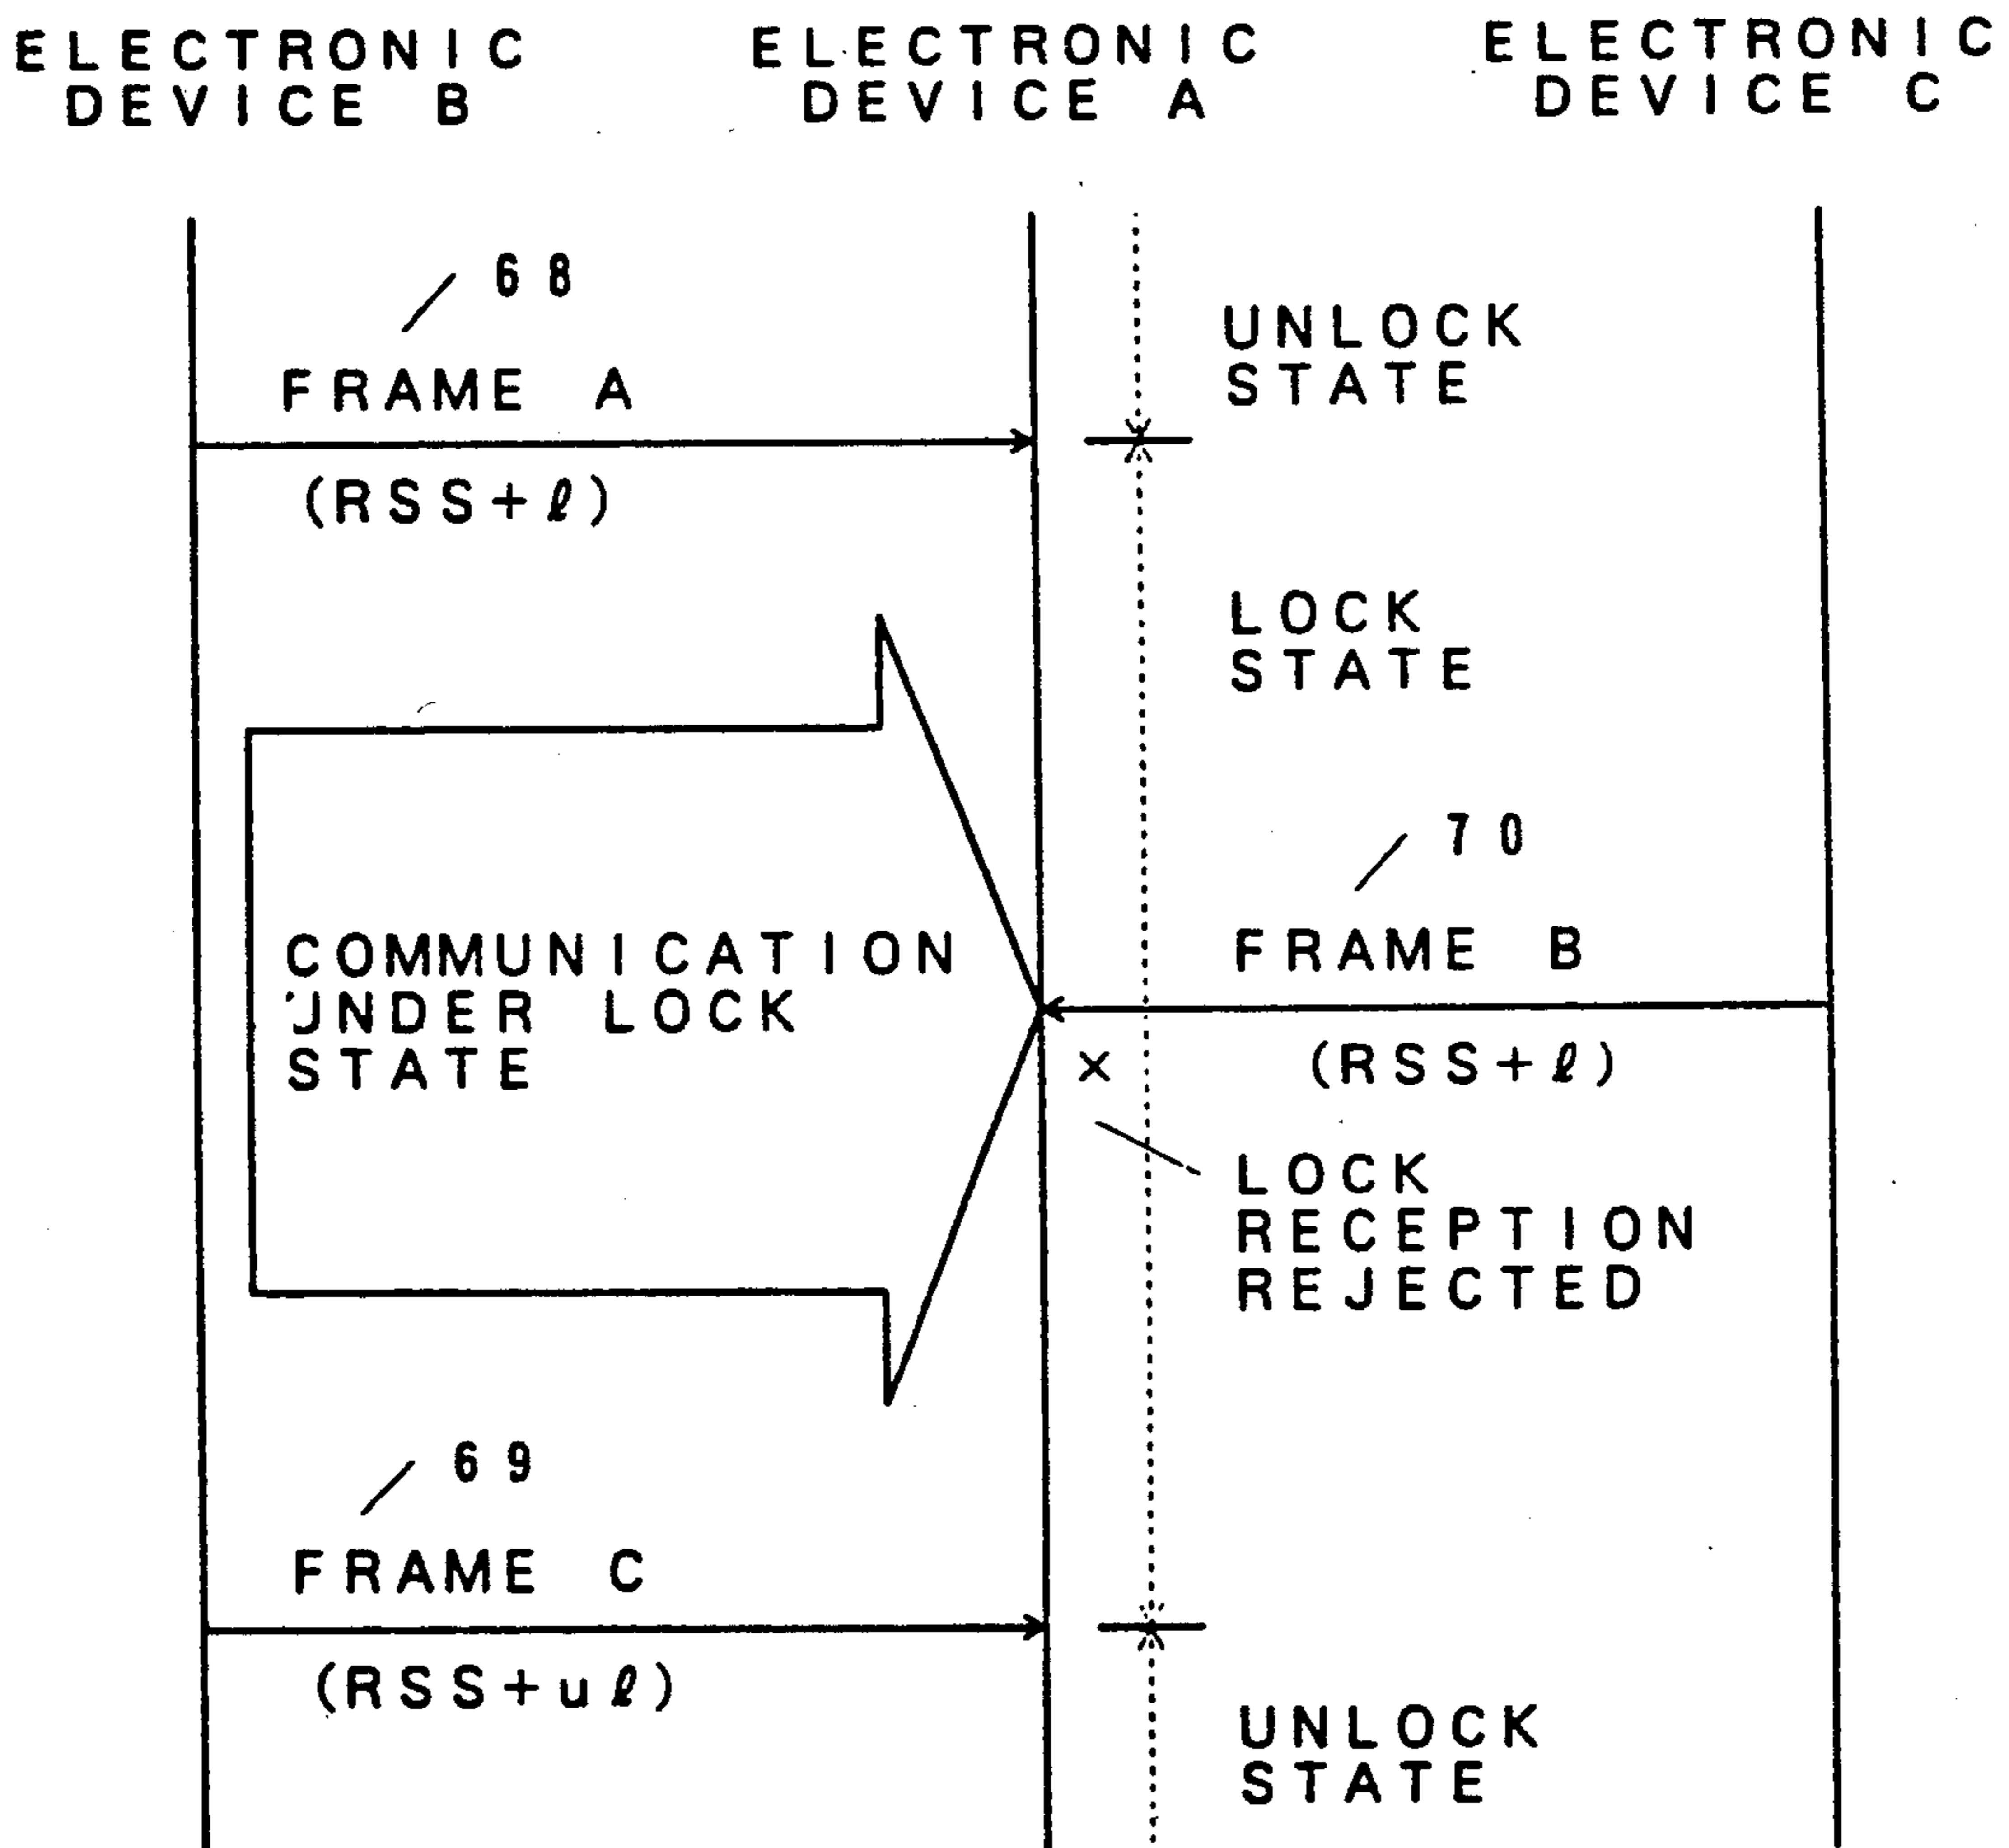 ELECTRONIC
DEVICE B
ELECTRONIC
DEVICE A
ELECTRONIC
DEVICE C
68
FRAME A
(RSS+ℓ)
UNLOCK
STATE
LOCK
STATE
70
FRAME B
(RSS+ℓ)
COMMUNICATION
UNDER LOCK
STATE
×
LOCK
RECEPTION
REJECTED
69
FRAME C
(RSS+uℓ)
UNLOCK
STATE